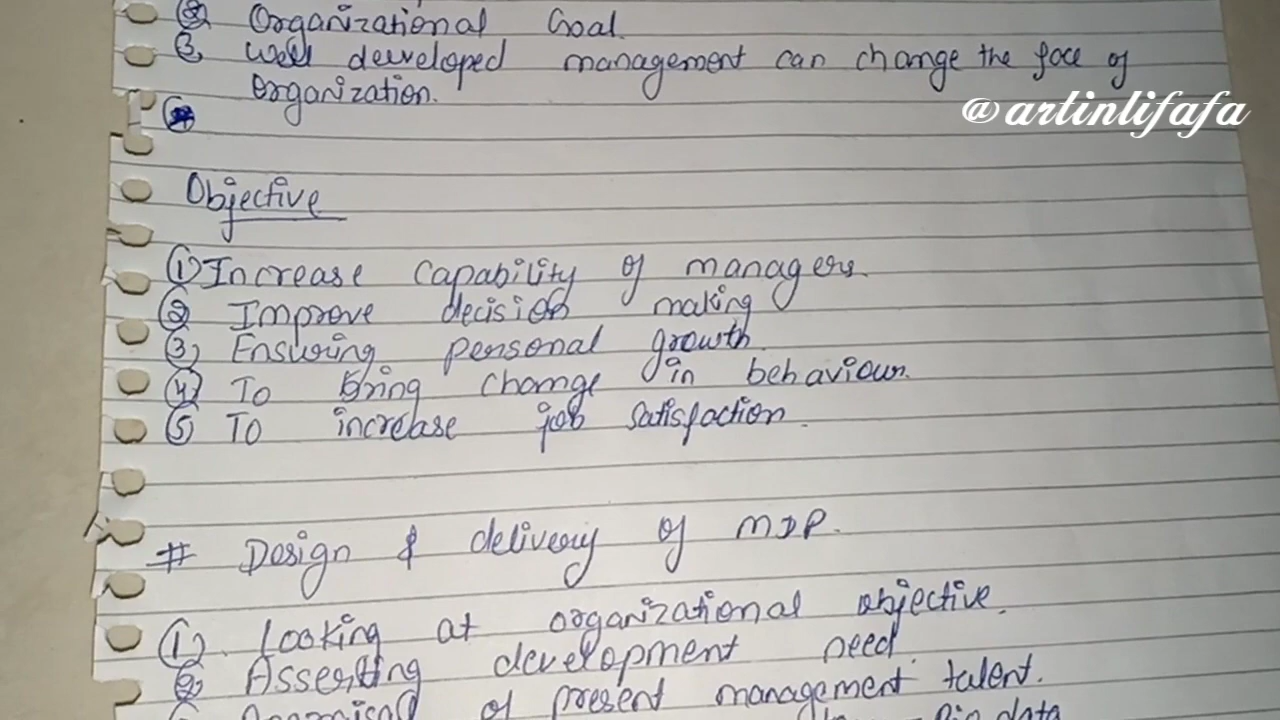 ② Organizational Goal.
③ Well developed management can change the face of
Organization.
@artinlifafa
Objective
① Increase capability of managers.
② Improve decision making
③ Ensuring personal growth.
④ To bring change in behaviour.
⑤ To increase job satisfaction.
# Design & delivery of MDP.
① Looking at organizational objective.
② development need.
Appraisal of present management talent.
data